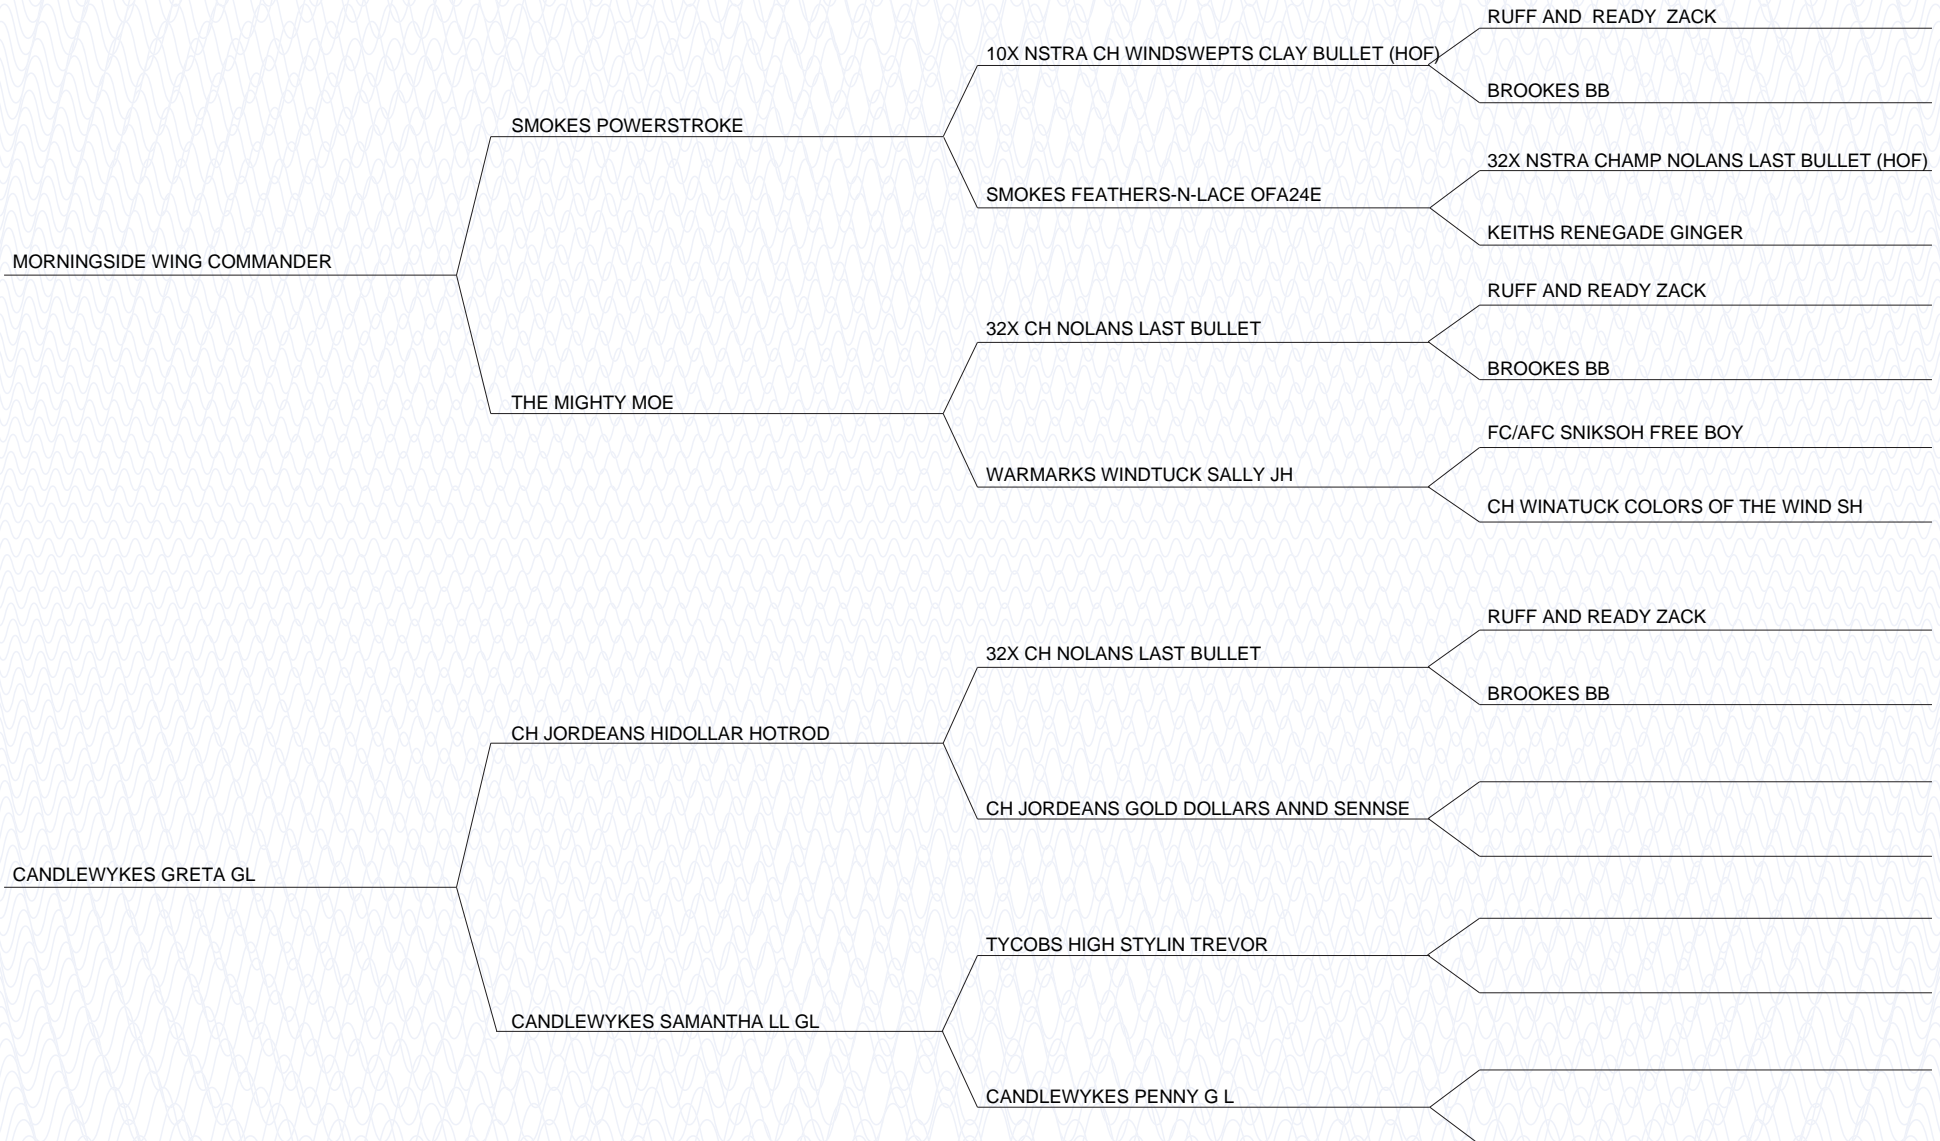 RUFF AND  READY  ZACK
10X NSTRA CH WINDSWEPTS CLAY BULLET (HOF)
BROOKES BB
SMOKES POWERSTROKE
32X NSTRA CHAMP NOLANS LAST BULLET (HOF)
SMOKES FEATHERS-N-LACE OFA24E
KEITHS RENEGADE GINGER
MORNINGSIDE WING COMMANDER
RUFF AND READY ZACK
32X CH NOLANS LAST BULLET
BROOKES BB
THE MIGHTY MOE
FC/AFC SNIKSOH FREE BOY
WARMARKS WINDTUCK SALLY JH
CH WINATUCK COLORS OF THE WIND SH
RUFF AND READY ZACK
32X CH NOLANS LAST BULLET
BROOKES BB
CH JORDEANS HIDOLLAR HOTROD
CH JORDEANS GOLD DOLLARS ANND SENNSE
CANDLEWYKES GRETA GL
TYCOBS HIGH STYLIN TREVOR
CANDLEWYKES SAMANTHA LL GL
CANDLEWYKES PENNY G L